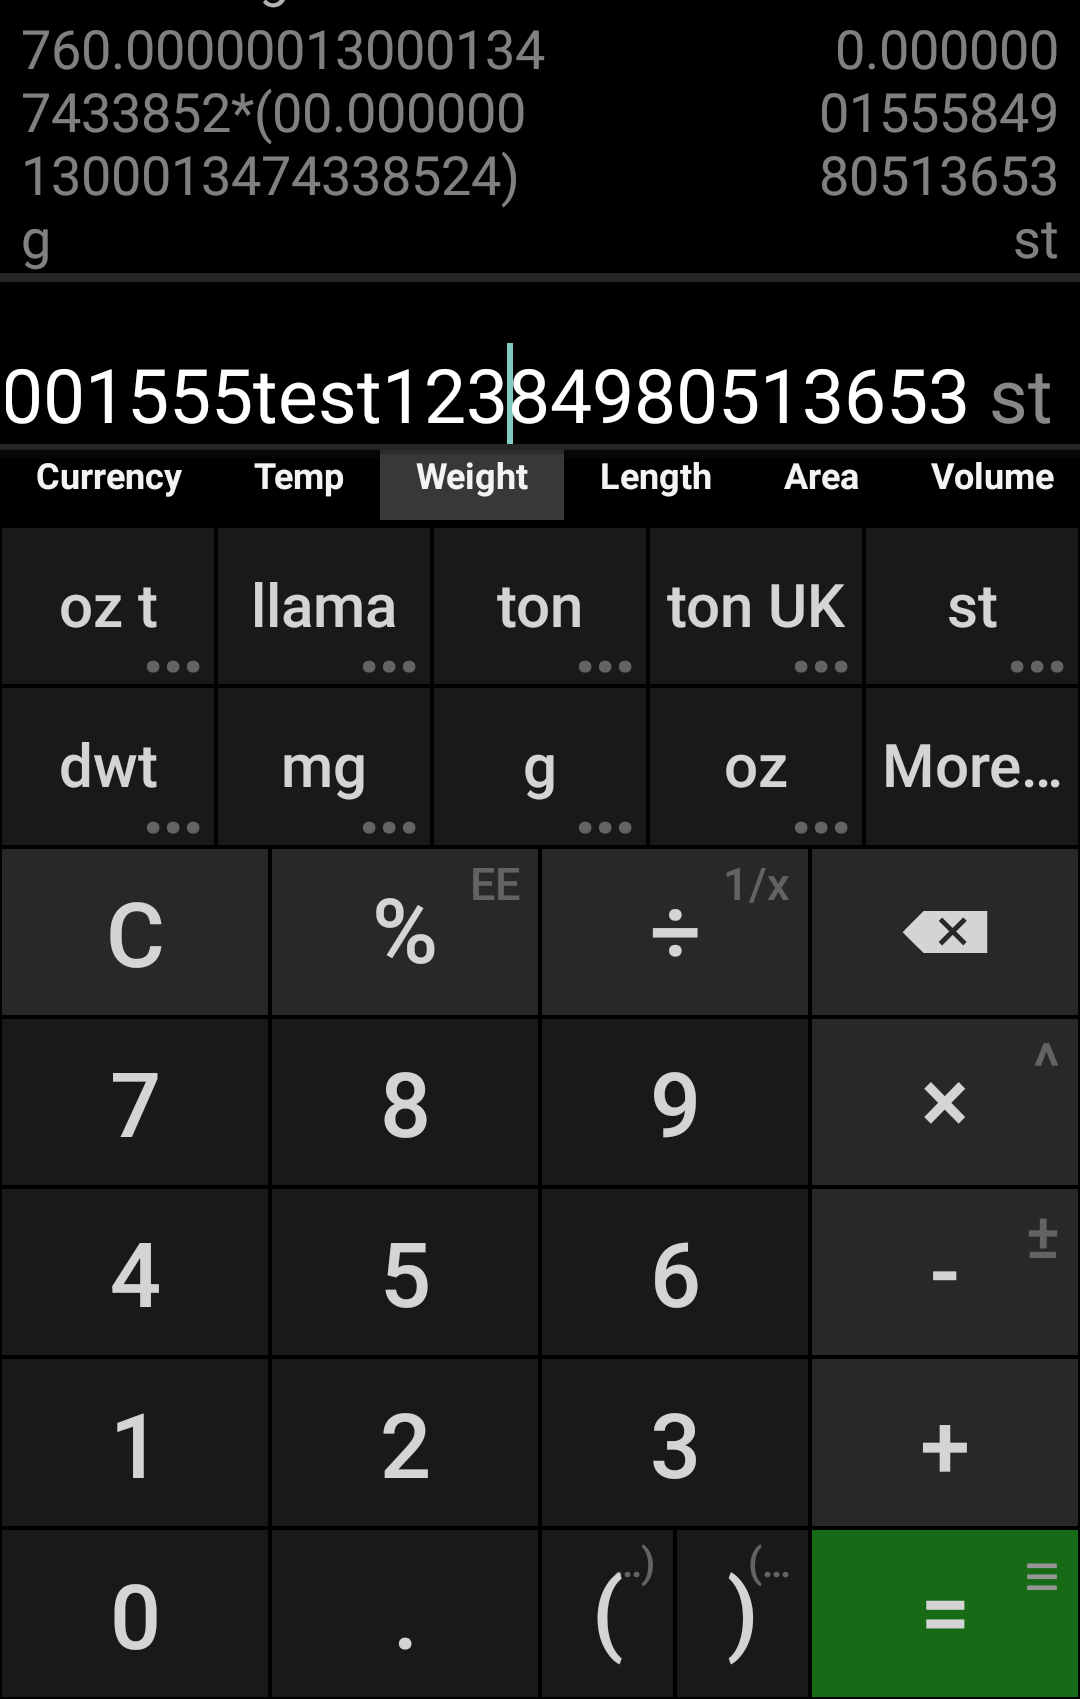 760.00000013000134
7433852*(00.000000
1300013474338524)
g
0.000000
01555849
80513653
st
001555test12384980513653 st
Currency Temp Weight Length Area Volume
oz t llama ton ton UK st
dwt mg g oz More...
C % EE ÷ 1/x
7 8 9 × ^
4 5 6 - ±
1 2 3 +
0 . ( ..) ) (... = ≡